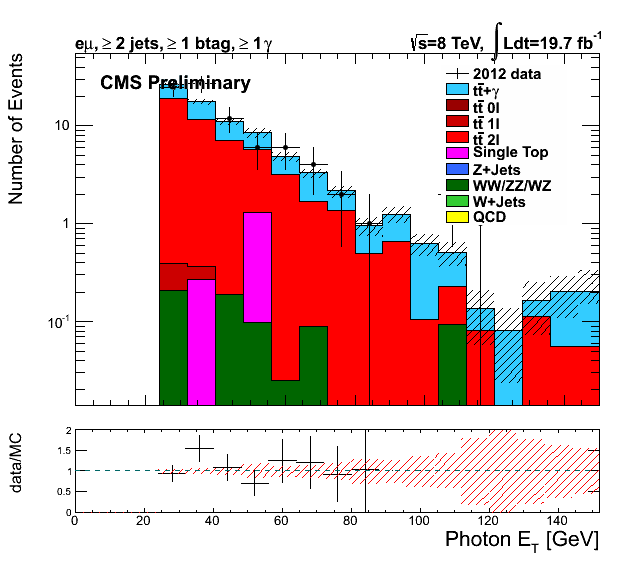 eμ, ≥ 2 jets, ≥ 1 btag, ≥ 1 γ
√s=8 TeV, ∫ Ldt=19.7 fb⁻¹
CMS Preliminary
2012 data
tt̄+γ
tt̄ 0l
tt̄ 1l
tt̄ 2l
Single Top
Z+Jets
WW/ZZ/WZ
W+Jets
QCD
Number of Events
10
1
10⁻¹
data/MC
2
1.5
1
0.5
0
0 20 40 60 80 100 120 140
Photon E_T [GeV]